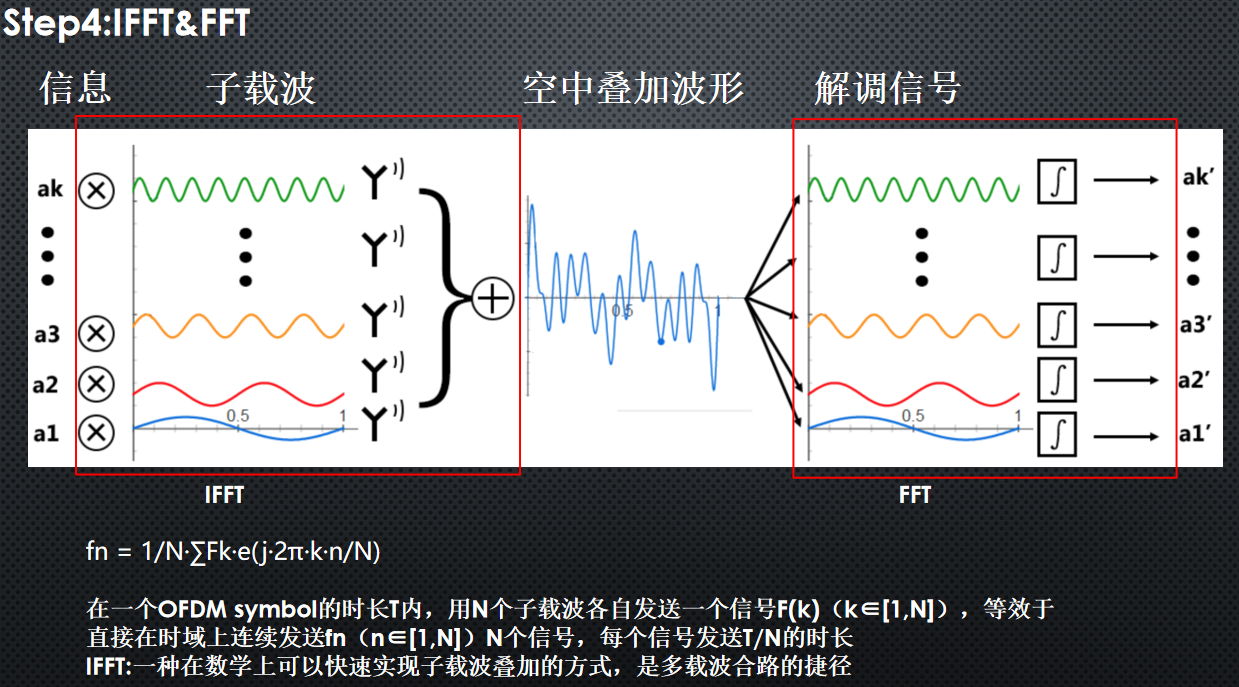 Step4:IFFT&FFT
信息 子载波 空中叠加波形 解调信号
ak ak’
a3 a3’
a2 a2’
a1 a1’
0.5 1
0.5 1
0.5 1
IFFT FFT
fn = 1/N·∑Fk·e(j·2π·k·n/N)
在一个OFDM symbol的时长T内，用N个子载波各自发送一个信号F(k)（k∈[1,N]），等效于
直接在时域上连续发送fn（n∈[1,N]）N个信号，每个信号发送T/N的时长
IFFT:一种在数学上可以快速实现子载波叠加的方式，是多载波合路的捷径